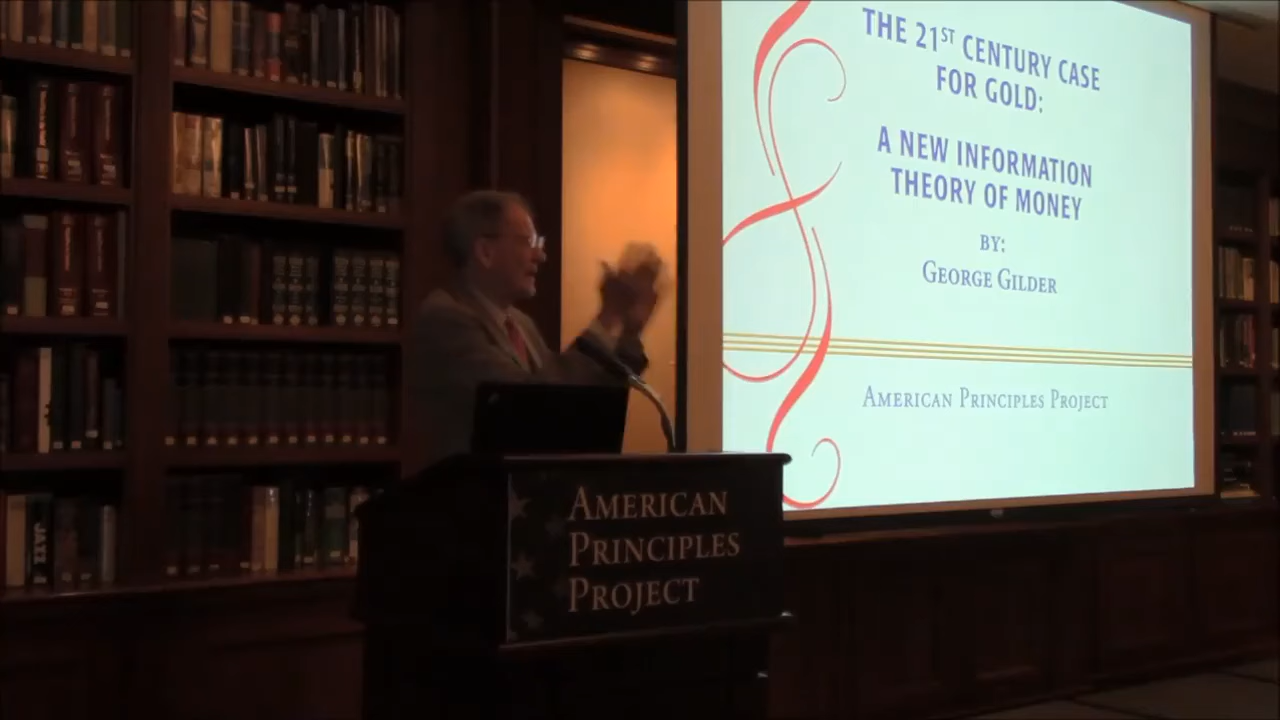 THE 21ST CENTURY CASE
FOR GOLD:
A NEW INFORMATION
THEORY OF MONEY
BY:
GEORGE GILDER
AMERICAN PRINCIPLES PROJECT
AMERICAN
PRINCIPLES
PROJECT
JAZZ